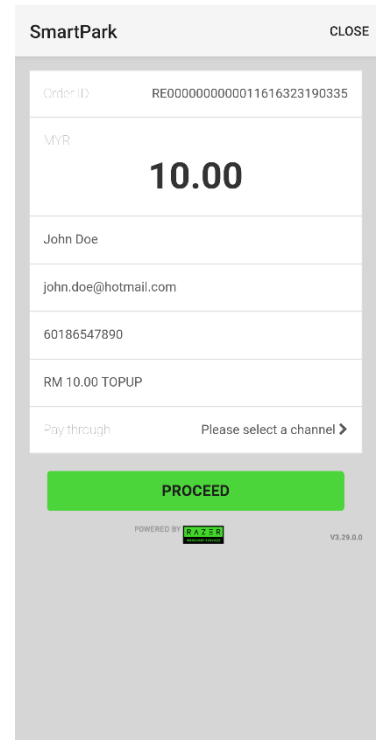 SmartPark CLOSE
Order ID RE0000000000011616323190335
MYR
10.00
John Doe
john.doe@hotmail.com
60186547890
RM 10.00 TOPUP
Pay through Please select a channel
PROCEED
POWERED BY RAZER
V3.29.0.0